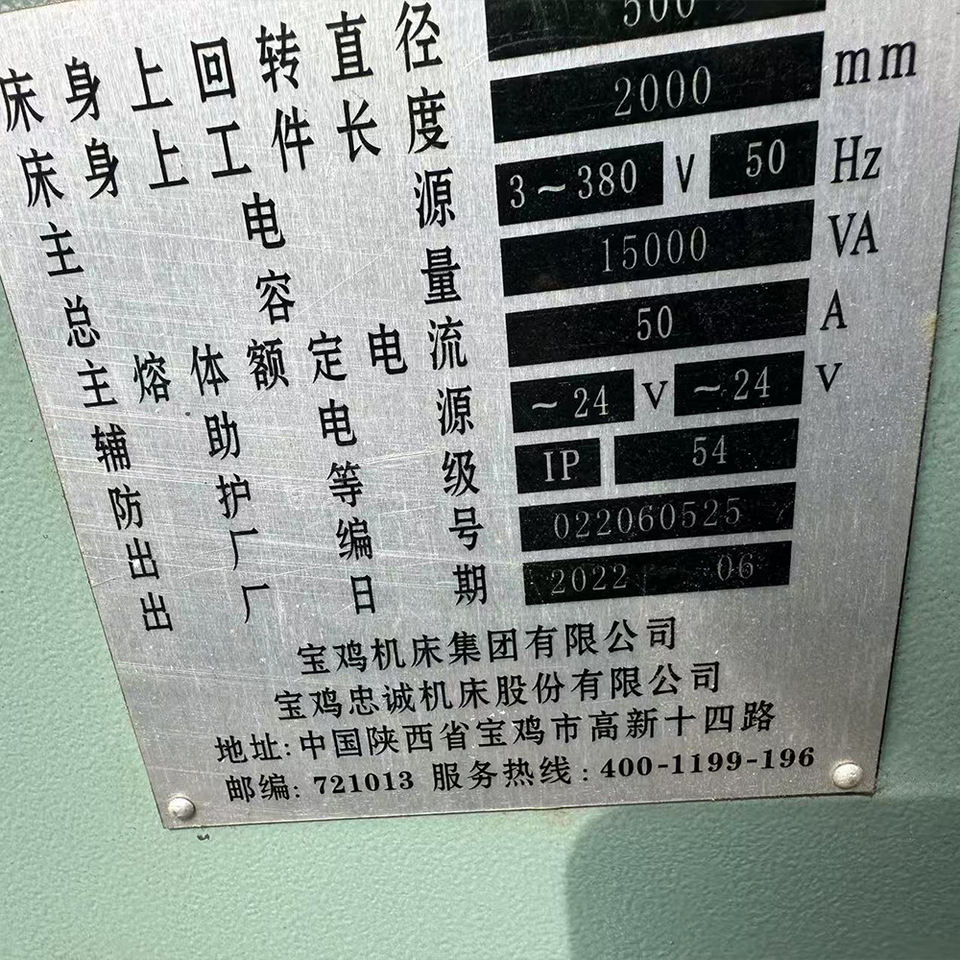 床身上回转直径 500
床身上工件长度 2000 mm
主电源 3～380 V 50 Hz
总容量 15000 VA
主熔体额定电流 50 A
辅助电源 ～24 V ～24 V
防护等级 IP 54
出厂编号 022060525
出厂日期 2022 06
宝鸡机床集团有限公司
宝鸡忠诚机床股份有限公司
地址:中国陕西省宝鸡市高新十四路
邮编: 721013 服务热线: 400-1199-196